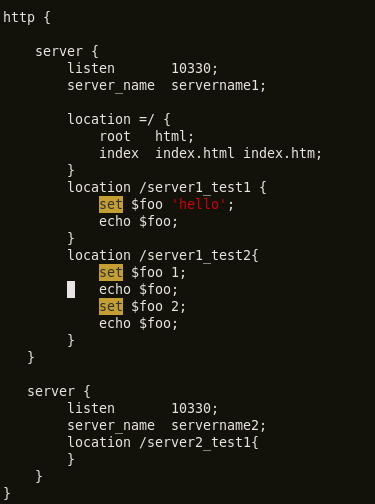 http {
    server {
        listen       10330;
        server_name  servername1;
        location =/ {
            root   html;
            index  index.html index.htm;
        }
        location /server1_test1 {
            set $foo 'hello';
            echo $foo;
        }
        location /server1_test2{
            set $foo 1;
            echo $foo;
            set $foo 2;
            echo $foo;
        }
   }
   server {
        listen       10330;
        server_name  servername2;
        location /server2_test1{
        }
    }
}